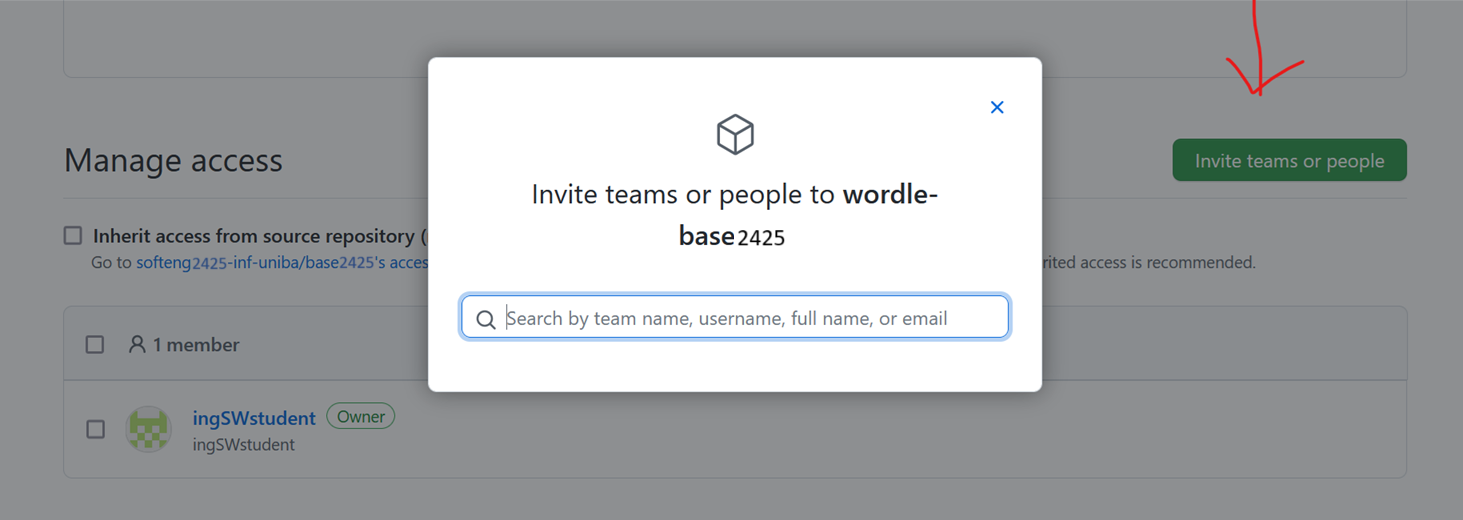 Invite teams or people to wordle-
base2425
Search by team name, username, full name, or email
Manage access
Invite teams or people
Inherit access from source repository (
Go to softeng2425-inf-uniba/base2425's acces
rited access is recommended.
1 member
ingSWstudent Owner
ingSWstudent